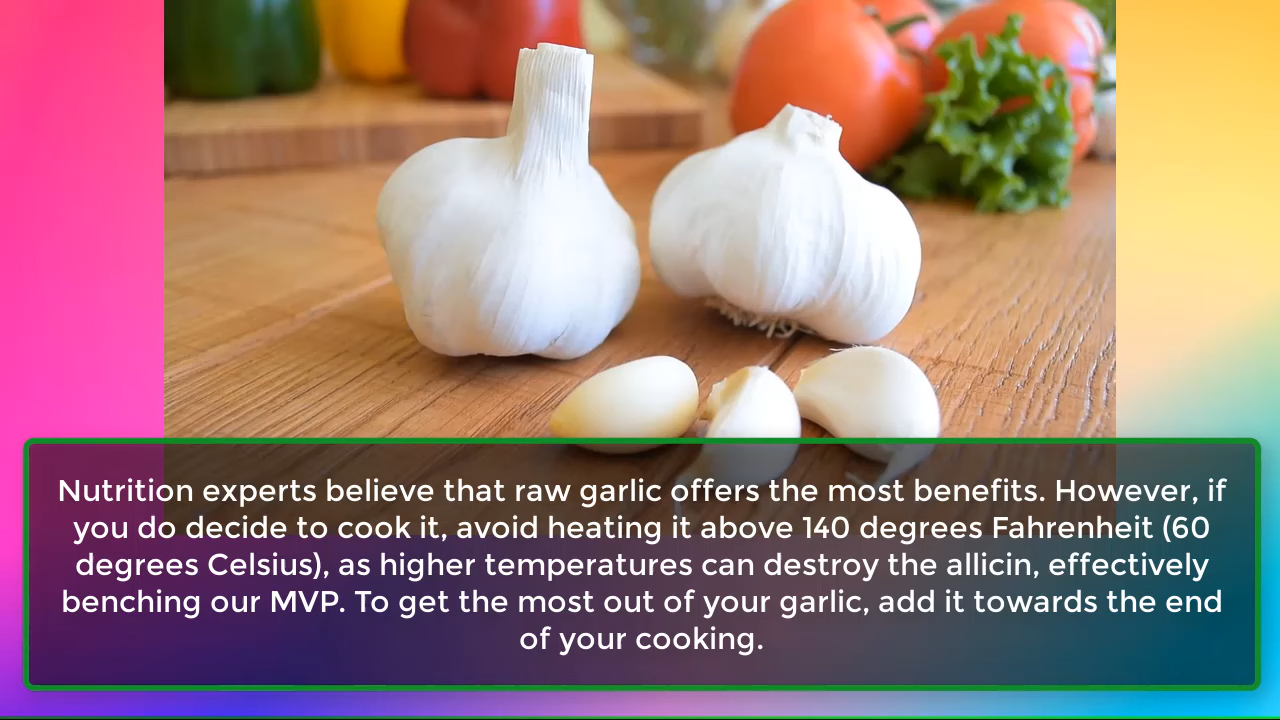 Nutrition experts believe that raw garlic offers the most benefits. However, if
you do decide to cook it, avoid heating it above 140 degrees Fahrenheit (60
degrees Celsius), as higher temperatures can destroy the allicin, effectively
benching our MVP. To get the most out of your garlic, add it towards the end
of your cooking.